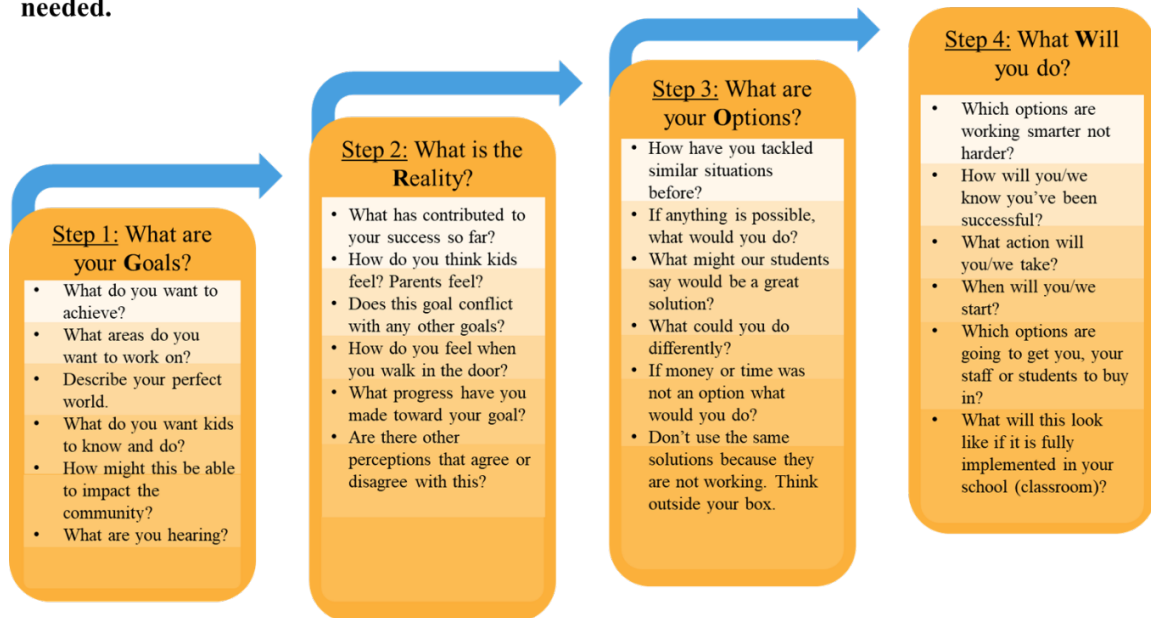 needed.
Step 1: What are
your Goals?
• What do you want to
achieve?
• What areas do you
want to work on?
• Describe your perfect
world.
• What do you want kids
to know and do?
• How might this be able
to impact the
community?
• What are you hearing?
Step 2: What is the
Reality?
• What has contributed to
your success so far?
• How do you think kids
feel? Parents feel?
• Does this goal conflict
with any other goals?
• How do you feel when
you walk in the door?
• What progress have you
made toward your goal?
• Are there other
perceptions that agree or
disagree with this?
Step 3: What are
your Options?
• How have you tackled
similar situations
before?
• If anything is possible,
what would you do?
• What might our students
say would be a great
solution?
• What could you do
differently?
• If money or time was
not an option what
would you do?
• Don't use the same
solutions because they
are not working. Think
outside your box.
Step 4: What Will
you do?
• Which options are
working smarter not
harder?
• How will you/we
know you've been
successful?
• What action will
you/we take?
• When will you/we
start?
• Which options are
going to get you, your
staff or students to buy
in?
• What will this look
like if it is fully
implemented in your
school (classroom)?